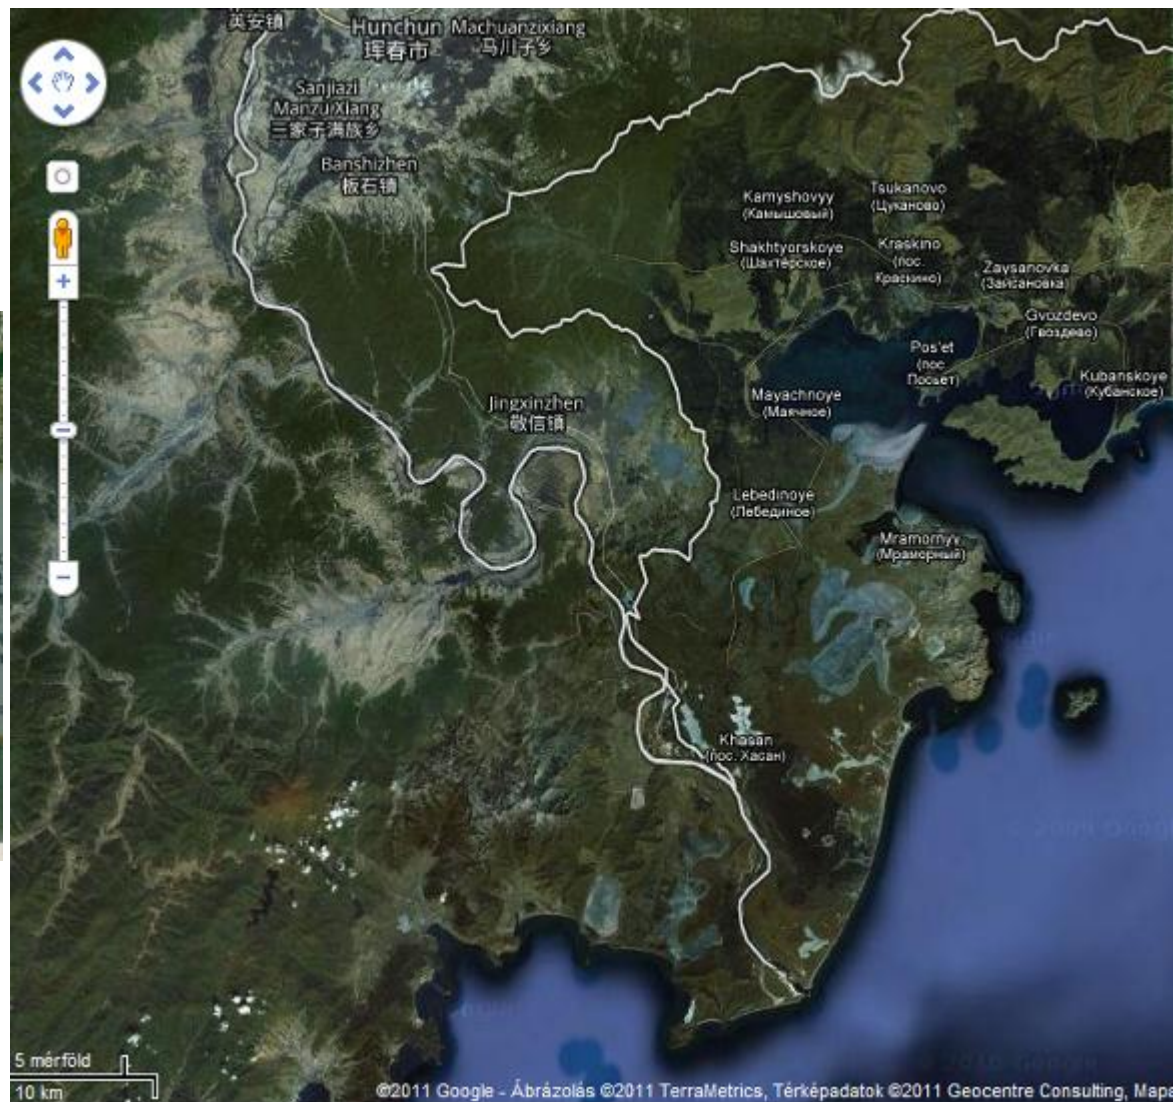 英安镇
Hunchun
珲春市
Machuanzixiang
马川子乡
Sanjiazi
Manzu Xiang
三家子满族乡
Banshizhen
板石镇
Kamyshovyy
(Камышовый)
Tsukanovo
(Цуканово)
Shakhtyorskoye
(Шахтёрское)
Kraskino
(пос.
Краскино)
Zaysanovka
(Зайсановка)
Gvozdevo
(Гвоздево)
Pos'et
(пос.
Посьет)
Kubanskoye
(Кубанское)
Mayachnoye
(Маячное)
Jingxinzhen
敬信镇
Lebedinoye
(Лебединое)
Mramornyy
(Мраморный)
Khasan
(пос. Хасан)
5 mérföld
10 km
©2011 Google - Ábrázolás ©2011 TerraMetrics, Térképadatok ©2011 Geocentre Consulting, Map